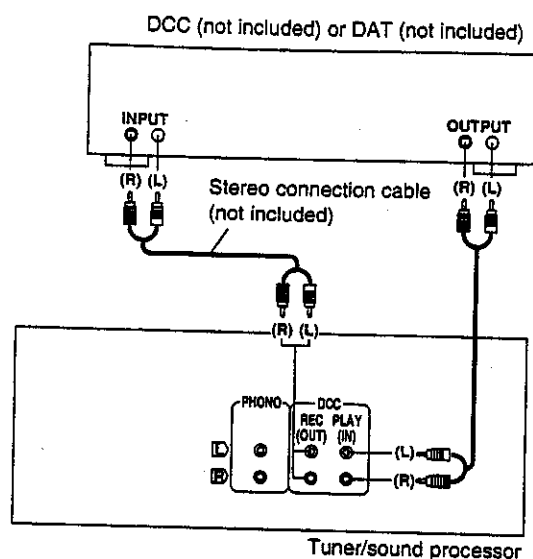 DCC (not included) or DAT (not included)
INPUT
OUTPUT
(R) (L)
(R) (L)
Stereo connection cable
(not included)
(R) (L)
PHONO
DCC
REC PLAY
(OUT) (IN)
L
(L)
R
(R)
Tuner/sound processor